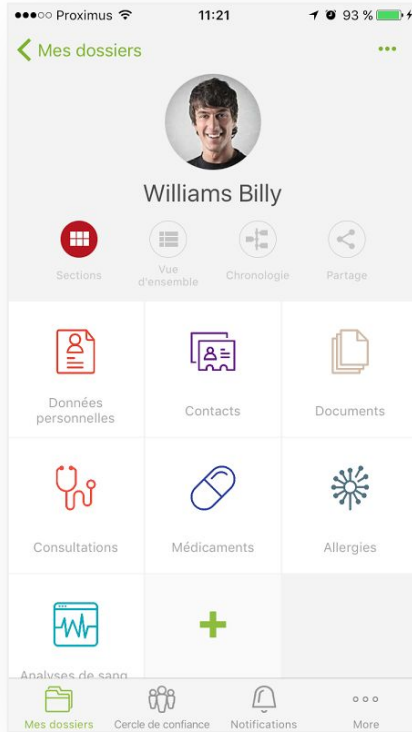 Proximus 11:21 93 %
Mes dossiers
Williams Billy
Sections
Vue
d'ensemble
Chronologie
Partage
Données
personnelles
Contacts
Documents
Consultations
Médicaments
Allergies
Analyses de sang
Mes dossiers
Cercle de confiance
Notifications
More